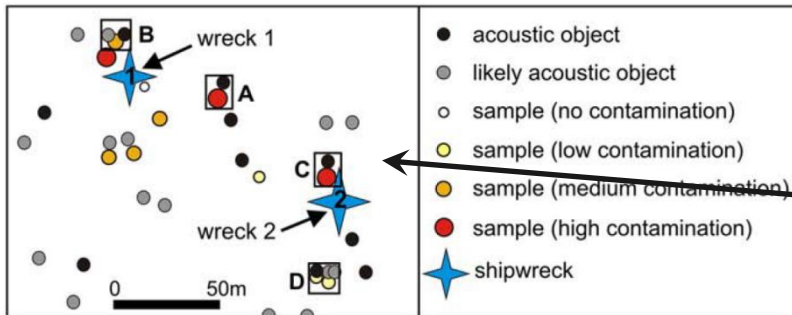 B
wreck 1
1
A
C
2
wreck 2
D
0 50m
acoustic object
likely acoustic object
sample (no contamination)
sample (low contamination)
sample (medium contamination)
sample (high contamination)
shipwreck